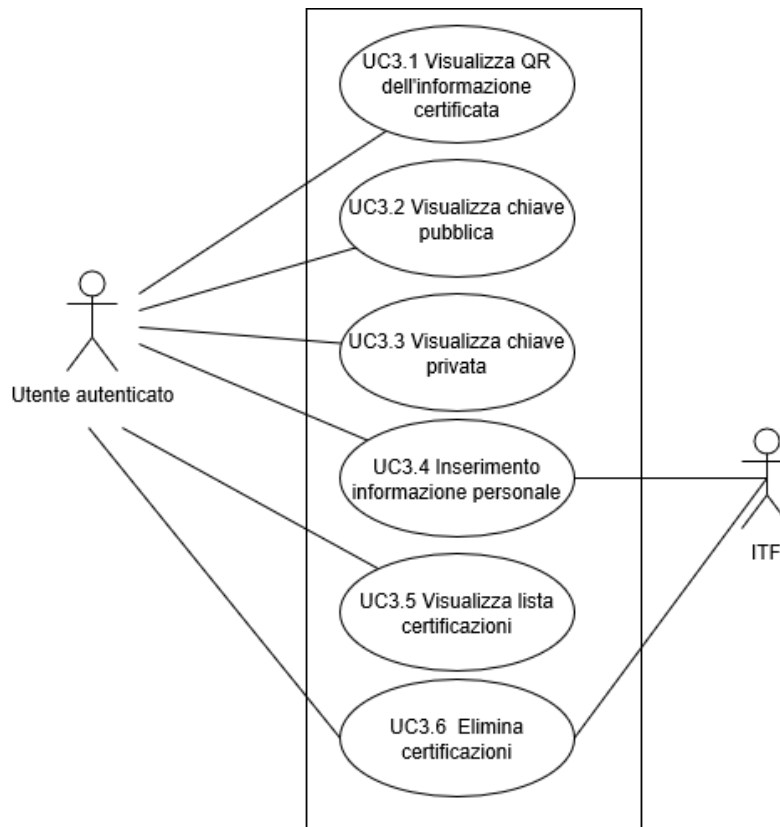 UC3.1 Visualizza QR
dell'informazione
certificata
UC3.2 Visualizza chiave
pubblica
UC3.3 Visualizza chiave
privata
Utente autenticato
UC3.4 Inserimento
informazione personale
ITF
UC3.5 Visualizza lista
certificazioni
UC3.6 Elimina
certificazioni